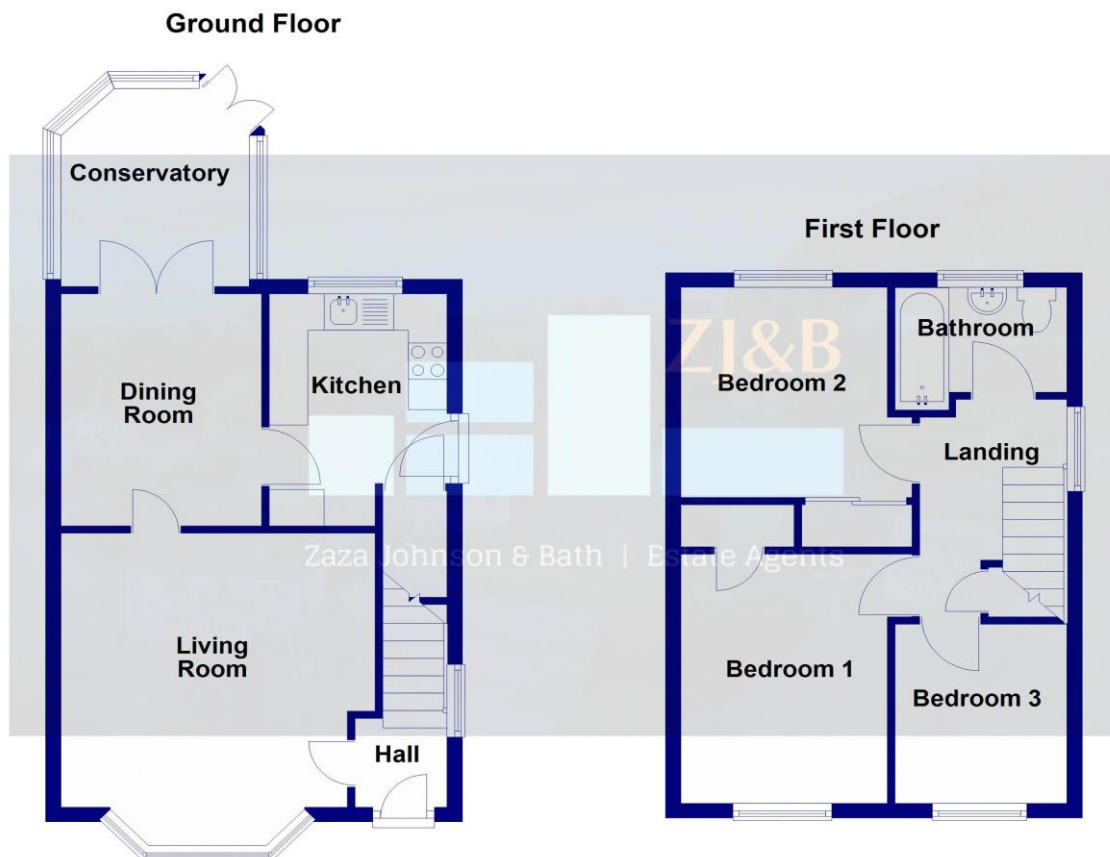 Ground Floor
Conservatory
First Floor
ZJ&B
Bathroom
Kitchen
Bedroom 2
Dining
Room
Landing
Zaza Johnson & Bath | Estate Agents
Living
Room
Bedroom 1
Bedroom 3
Hall